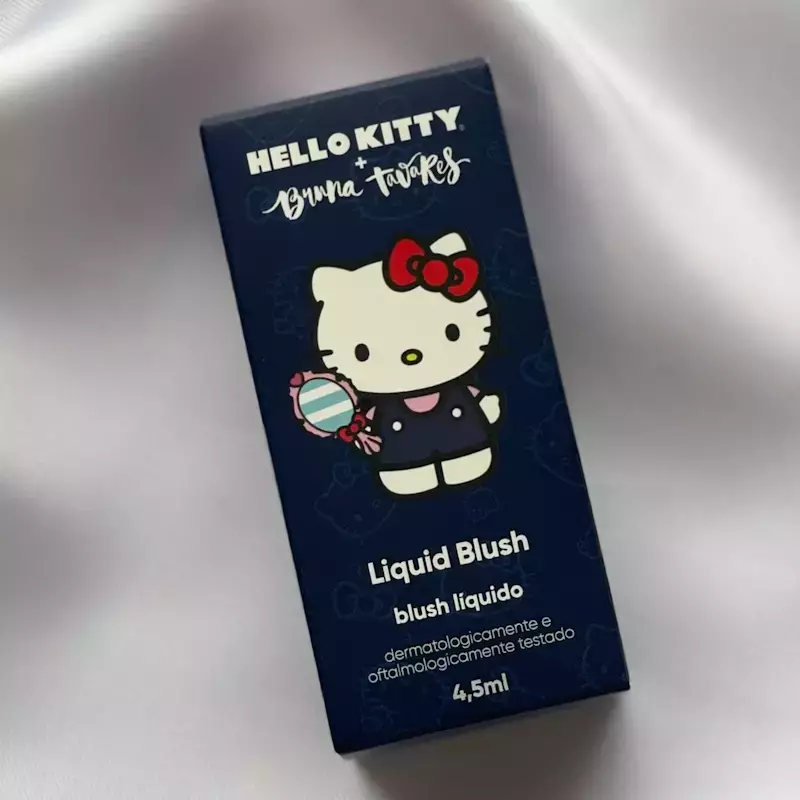 HELLO KITTY®
+
Bruna Tavares
Liquid Blush
blush líquido
dermatologicamente e
oftalmologicamente testado
4,5ml